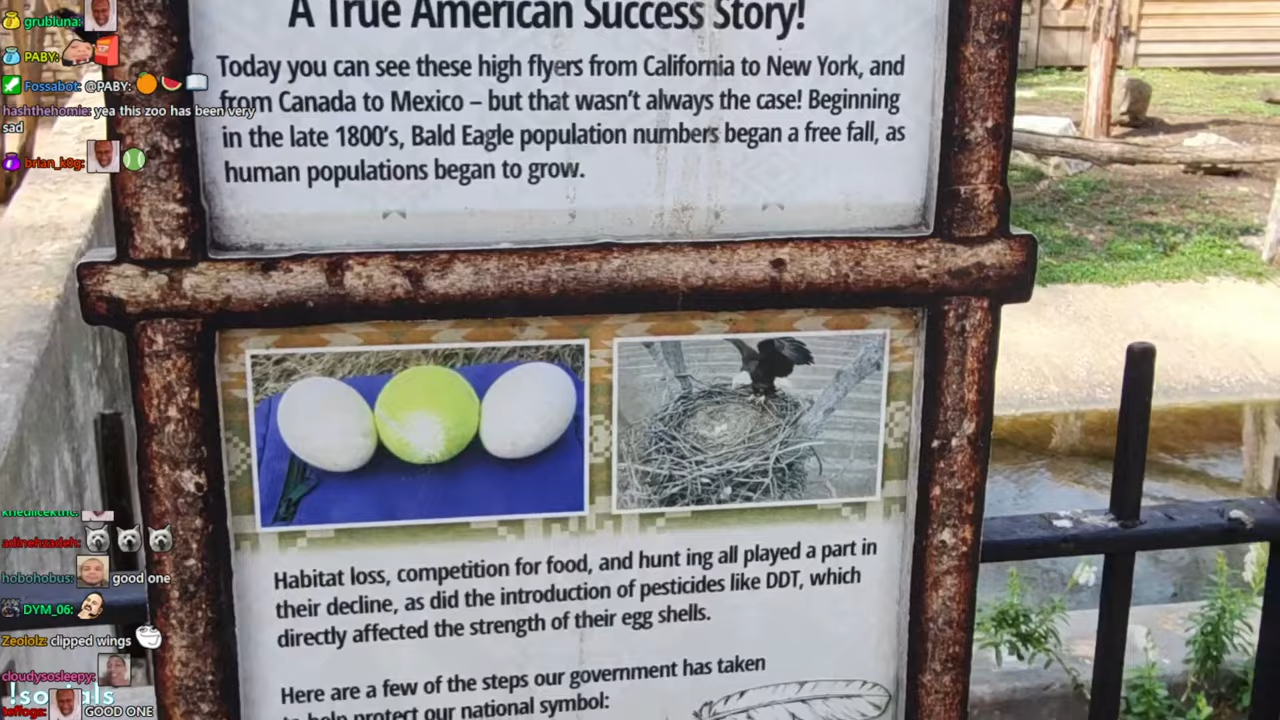 grubluna:
PABY:
Fossabot: @PABY:
hashthehomie: yea this zoo has been very
sad
brian_k0g:
A True American Success Story!
Today you can see these high flyers from California to New York, and
from Canada to Mexico – but that wasn't always the case! Beginning
in the late 1800's, Bald Eagle population numbers began a free fall, as
human populations began to grow.
Habitat loss, competition for food, and hunt ing all played a part in
their decline, as did the introduction of pesticides like DDT, which
directly affected the strength of their egg shells.
Here are a few of the steps our government has taken
to help protect our national symbol:
adinehzadeh:
hobohobus: good one
DYM_06:
Zeololz: clipped wings
cloudysosleepy:
GOOD ONE